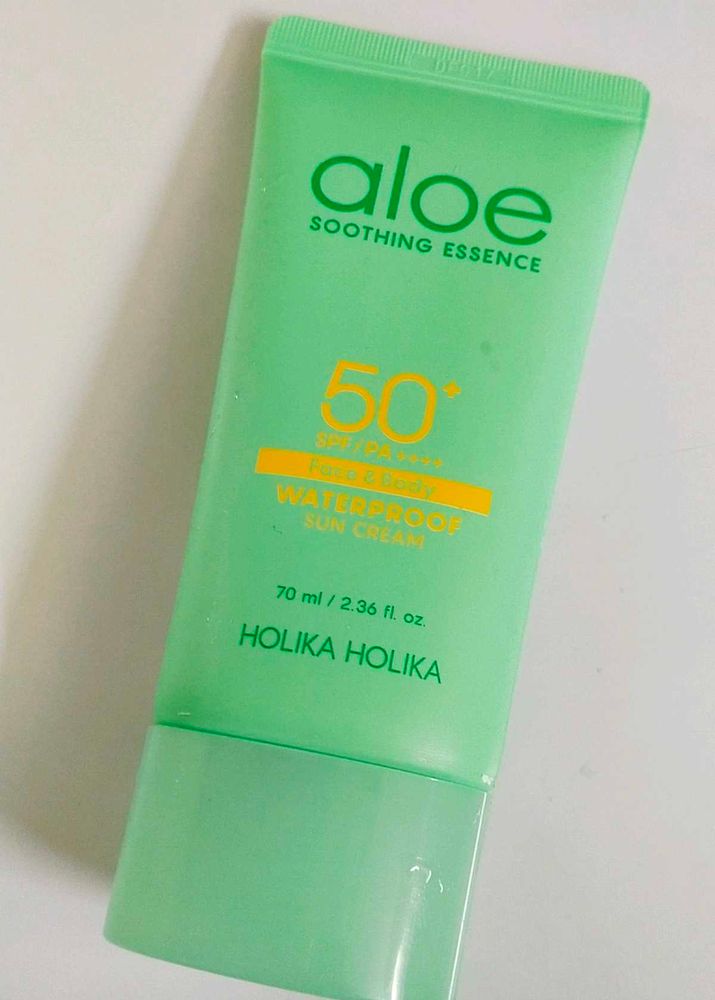 aloe
SOOTHING ESSENCE
50+
SPF/PA++++
Face & Body
WATERPROOF
SUN CREAM
70 ml / 2.36 fl. oz.
HOLIKA HOLIKA